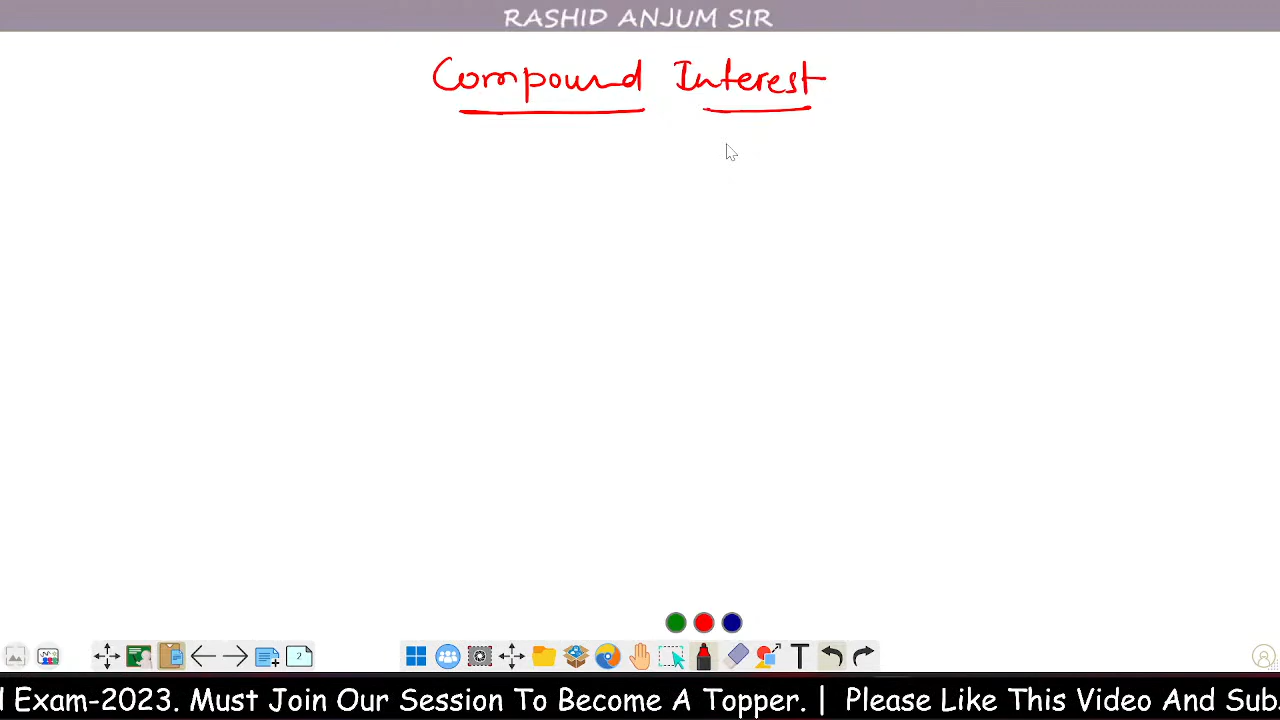 RASHID ANJUM SIR
Compound Interest
7
T
l Exam-2023. Must Join Our Session To Become A Topper. | Please Like This Video And Sub